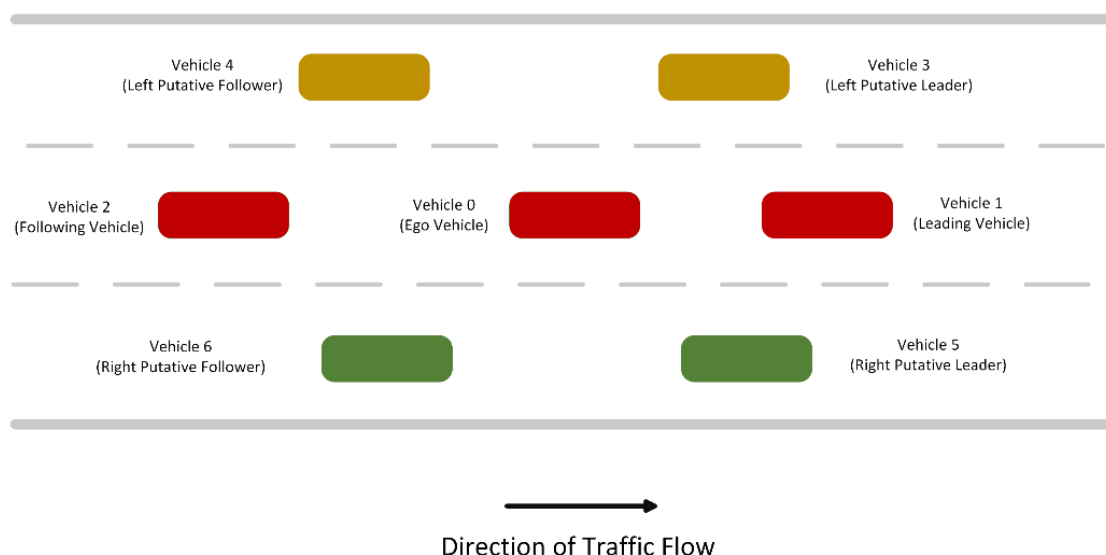 Vehicle 4
(Left Putative Follower)
Vehicle 3
(Left Putative Leader)
Vehicle 2
(Following Vehicle)
Vehicle 0
(Ego Vehicle)
Vehicle 1
(Leading Vehicle)
Vehicle 6
(Right Putative Follower)
Vehicle 5
(Right Putative Leader)
Direction of Traffic Flow